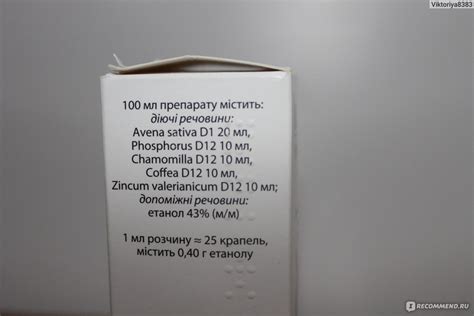 Viktoriya8383
100 мл препарату містить:
діючі речовини:
Avena sativa D1 20 мл,
Phosphorus D12 10 мл,
Chamomilla D12 10 мл,
Coffea D12 10 мл,
Zincum valerianicum D12 10 мл;
допоміжні речовини:
етанол 43% (м/м)
1 мл розчину ≈ 25 крапель,
містить 0,40 г етанолу
IRECOMMEND.RU